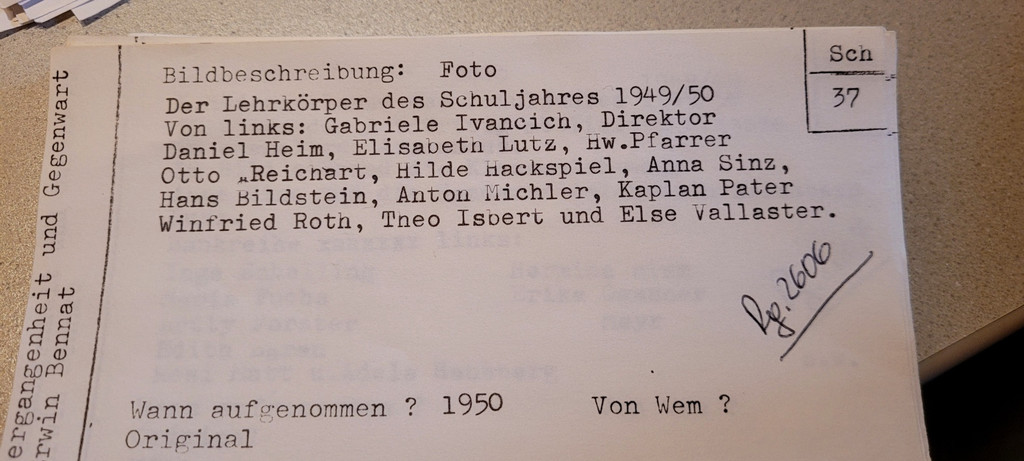 Bildbeschreibung: Foto
Der Lehrkörper des Schuljahres 1949/50
Von links: Gabriele Ivancich, Direktor
Daniel Heim, Elisabeth Lutz, Hw.Pfarrer
Otto „Reichart, Hilde Hackspiel, Anna Sinz,
Hans Bildstein, Anton Michler, Kaplan Pater
Winfried Roth, Theo Isbert und Else Vallaster.
Sch
37
2606
Wann aufgenommen ? 1950 Von Wem ?
Original
ergangenheit und Gegenwart
rwin Bennat